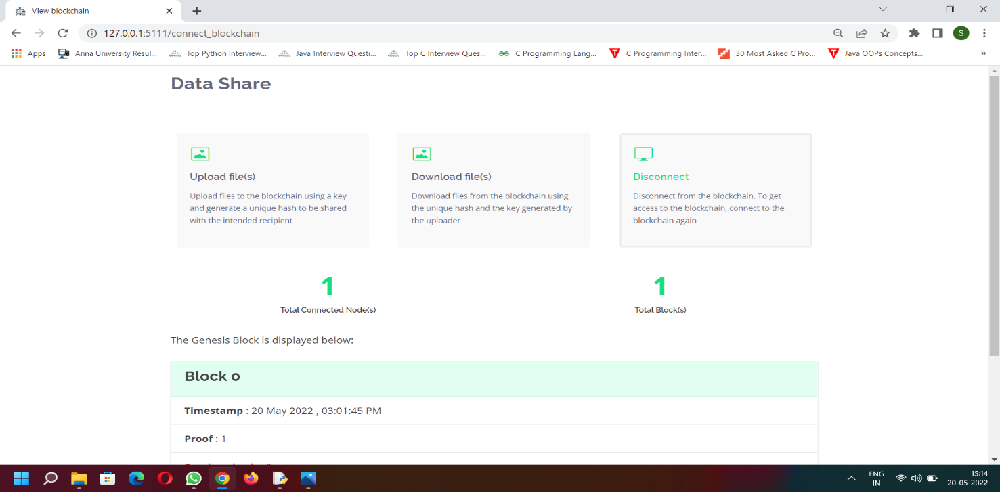 View blockchain
127.0.0.1:5111/connect_blockchain
S
Apps
Anna University Resul...
Top Python Interview...
Java Interview Questi...
Top C Interview Ques...
C Programming Lang...
C Programming Inter...
30 Most Asked C Pro...
Java OOPs Concepts...
Data Share
Upload file(s)
Upload files to the blockchain using a key
and generate a unique hash to be shared
with the intended recipient
Download file(s)
Download files from the blockchain using
the unique hash and the key generated by
the uploader
Disconnect
Disconnect from the blockchain. To get
access to the blockchain, connect to the
blockchain again
1
Total Connected Node(s)
1
Total Block(s)
The Genesis Block is displayed below:
Block 0
Timestamp : 20 May 2022 , 03:01:45 PM
Proof : 1
ENG
IN
15:14
20-05-2022